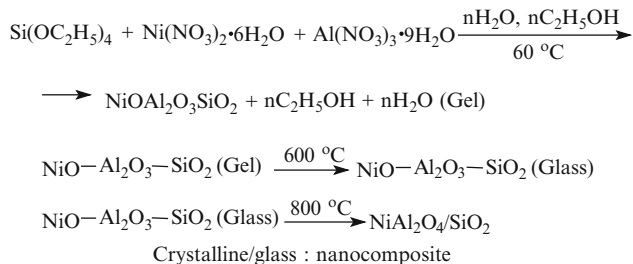 Si(OC₂H₅)₄ + Ni(NO₃)₂•6H₂O + Al(NO₃)₃•9H₂O nH₂O, nC₂H₅OH
60 °C
NiOAl₂O₃SiO₂ + nC₂H₅OH + nH₂O (Gel)
NiO−Al₂O₃−SiO₂ (Gel) 600 °C NiO−Al₂O₃−SiO₂ (Glass)
NiO−Al₂O₃−SiO₂ (Glass) 800 °C NiAl₂O₄/SiO₂
Crystalline/glass : nanocomposite